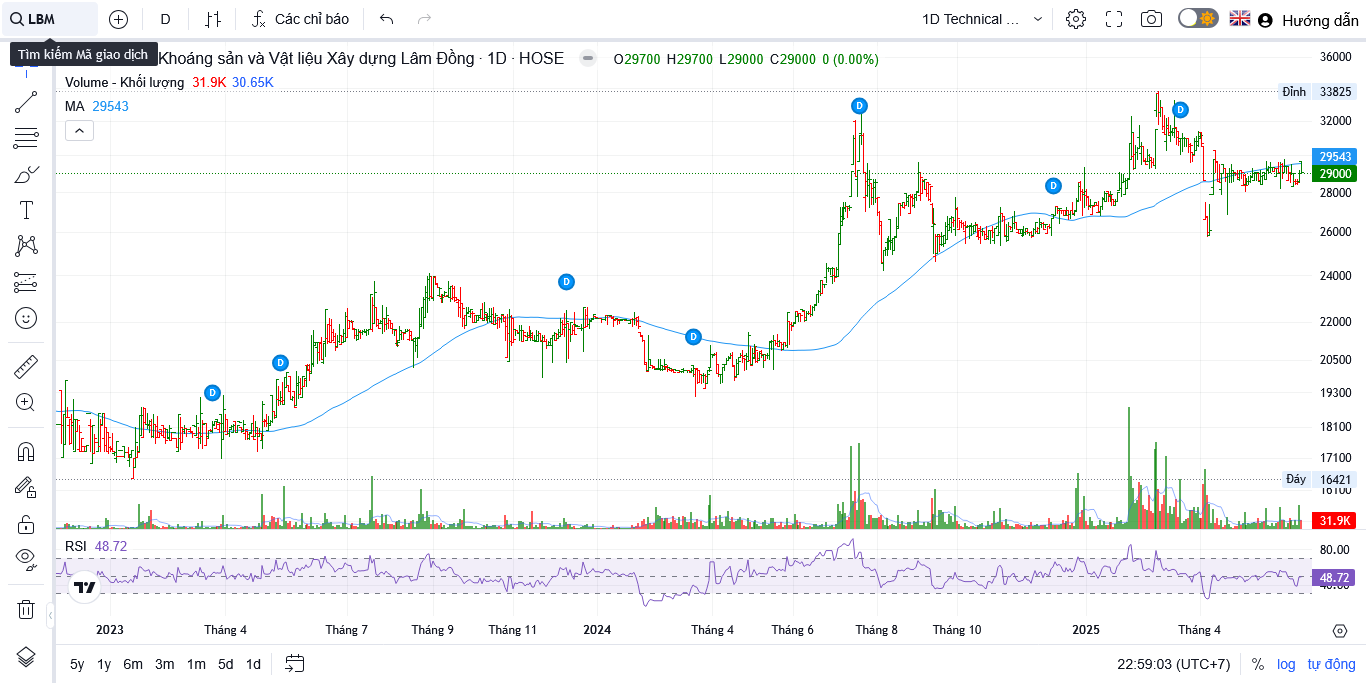 LBM D Các chỉ báo 1D Technical ... Hướng dẫn
Tìm kiếm Mã giao dịch
Khoáng sản và Vật liệu Xây dựng Lâm Đồng · 1D · HOSE O29700 H29700 L29000 C29000 0 (0.00%)
Volume - Khối lượng 31.9K 30.65K
MA 29543
36000
Đỉnh 33825
32000
29543
29000
28000
26000
24000
22000
20500
19300
18100
17100
Đáy 16421
16100
31.9K
D
D
D
D
D
D
D
RSI 48.72
80.00
48.72
40.00
2023 Tháng 4 Tháng 7 Tháng 9 Tháng 11 2024 Tháng 4 Tháng 6 Tháng 8 Tháng 10 2025 Tháng 4
5y 1y 6m 3m 1m 5d 1d 22:59:03 (UTC+7) % log tự động